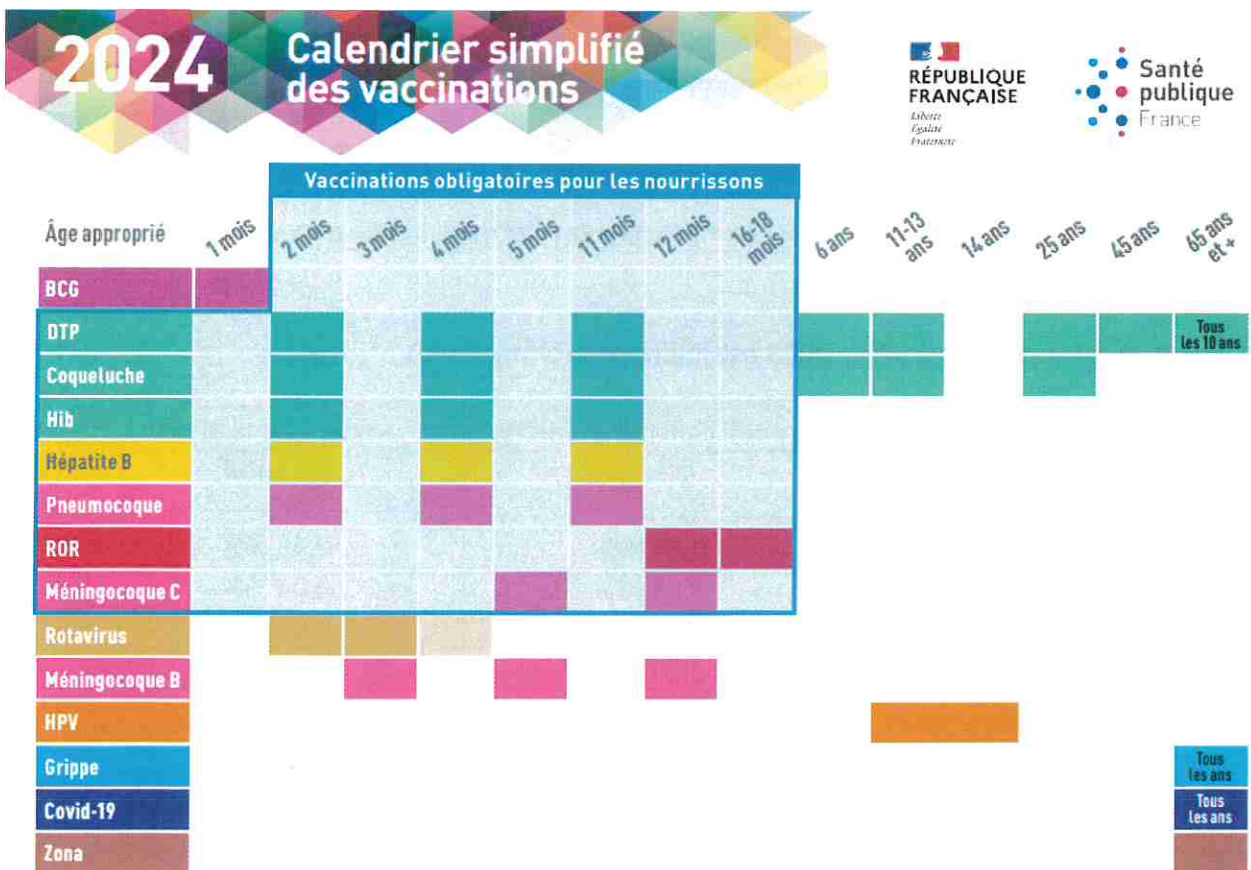 2024
Calendrier simplifié
des vaccinations
RÉPUBLIQUE
FRANÇAISE
Liberté
Égalité
Fraternité
Santé
publique
France
Vaccinations obligatoires pour les nourrissons
Âge approprié
1 mois
2 mois
3 mois
4 mois
5 mois
11 mois
12 mois
16-18
mois
6 ans
11-13
ans
14 ans
25 ans
45 ans
65 ans
et +
BCG
DTP
Tous
les 10 ans
Coqueluche
Hib
Hépatite B
Pneumocoque
ROR
Méningocoque C
Rotavirus
Méningocoque B
HPV
Grippe
Tous
les ans
Covid-19
Tous
les ans
Zona